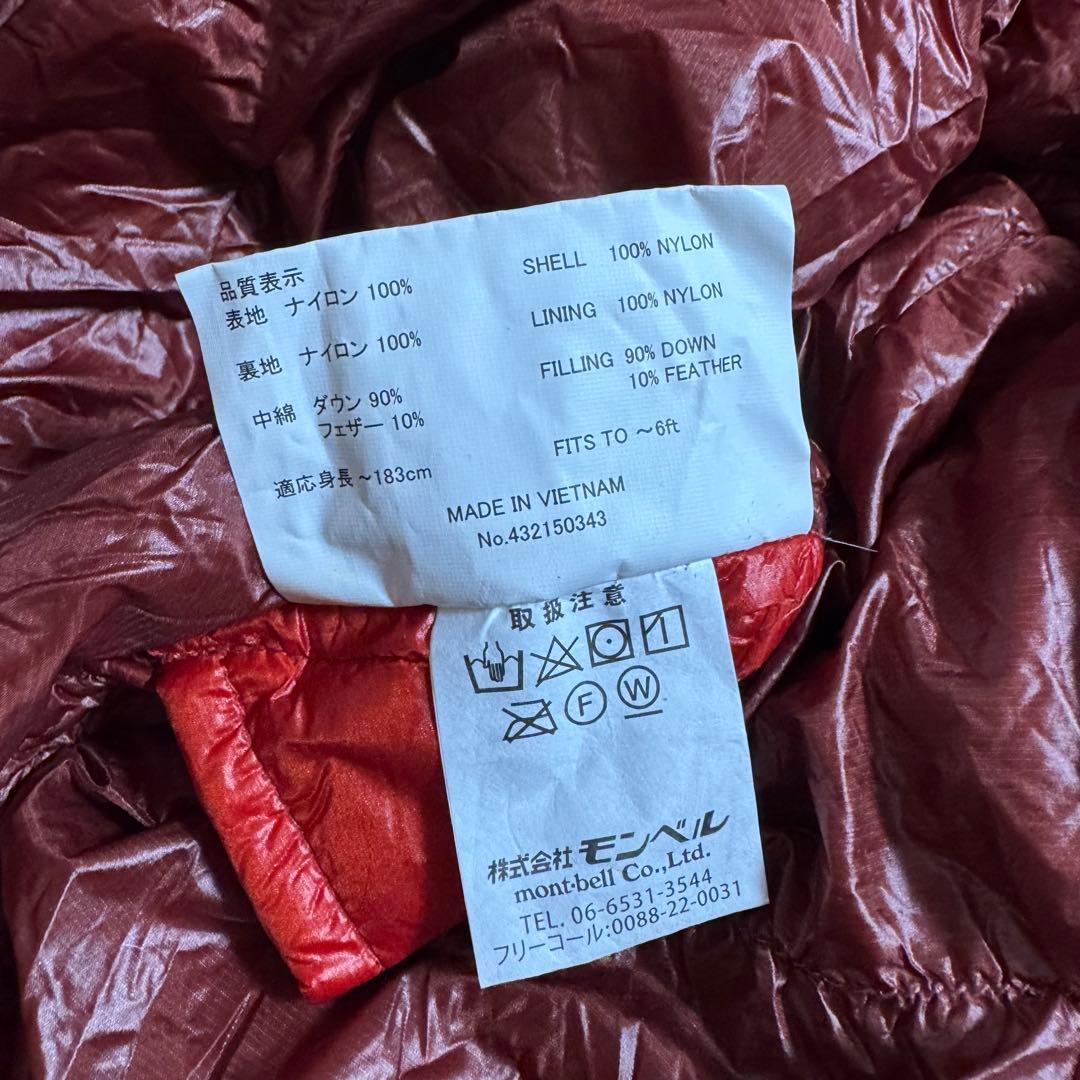 品質表示
表地 ナイロン 100%
裏地 ナイロン 100%
中綿 ダウン 90%
フェザー 10%
適応身長~183cm
SHELL 100% NYLON
LINING 100% NYLON
FILLING 90% DOWN
10% FEATHER
FITS TO ~6ft
MADE IN VIETNAM
No.432150343
取扱注意
F W
株式会社 モンベル
mont-bell Co.,Ltd.
TEL. 06-6531-3544
フリーコール:0088-22-0031